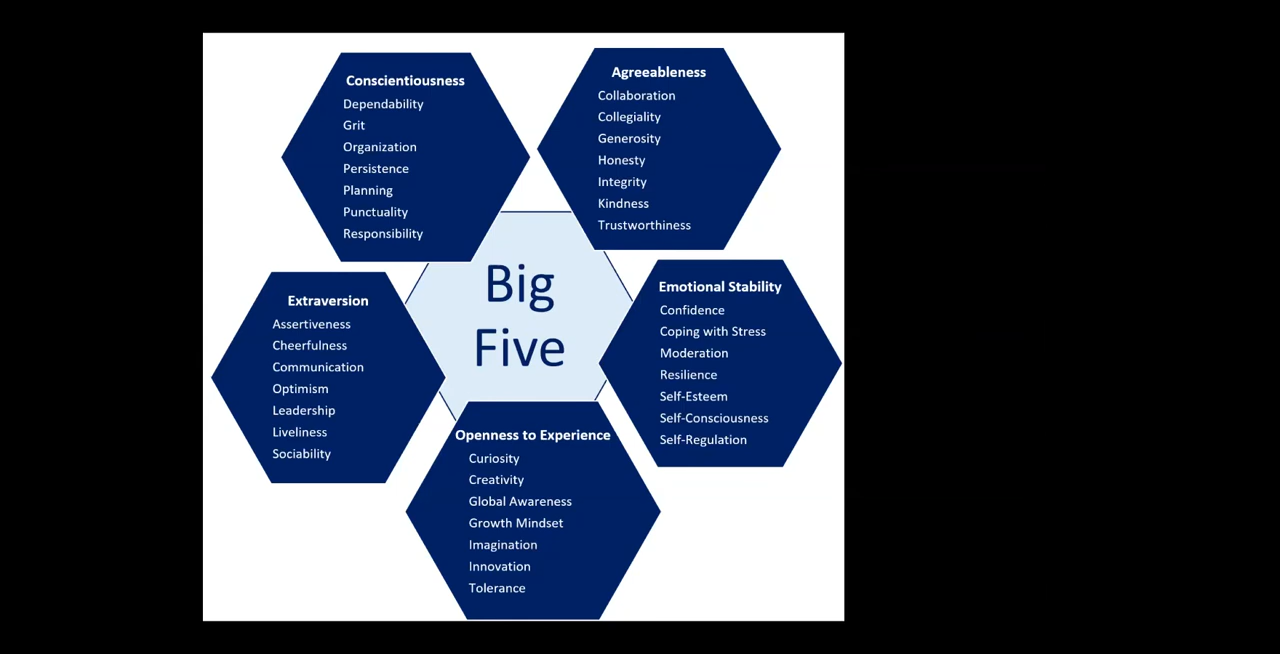 Conscientiousness
Dependability
Grit
Organization
Persistence
Planning
Punctuality
Responsibility
Agreeableness
Collaboration
Collegiality
Generosity
Honesty
Integrity
Kindness
Trustworthiness
Big
Five
Extraversion
Assertiveness
Cheerfulness
Communication
Optimism
Leadership
Liveliness
Sociability
Emotional Stability
Confidence
Coping with Stress
Moderation
Resilience
Self-Esteem
Self-Consciousness
Self-Regulation
Openness to Experience
Curiosity
Creativity
Global Awareness
Growth Mindset
Imagination
Innovation
Tolerance